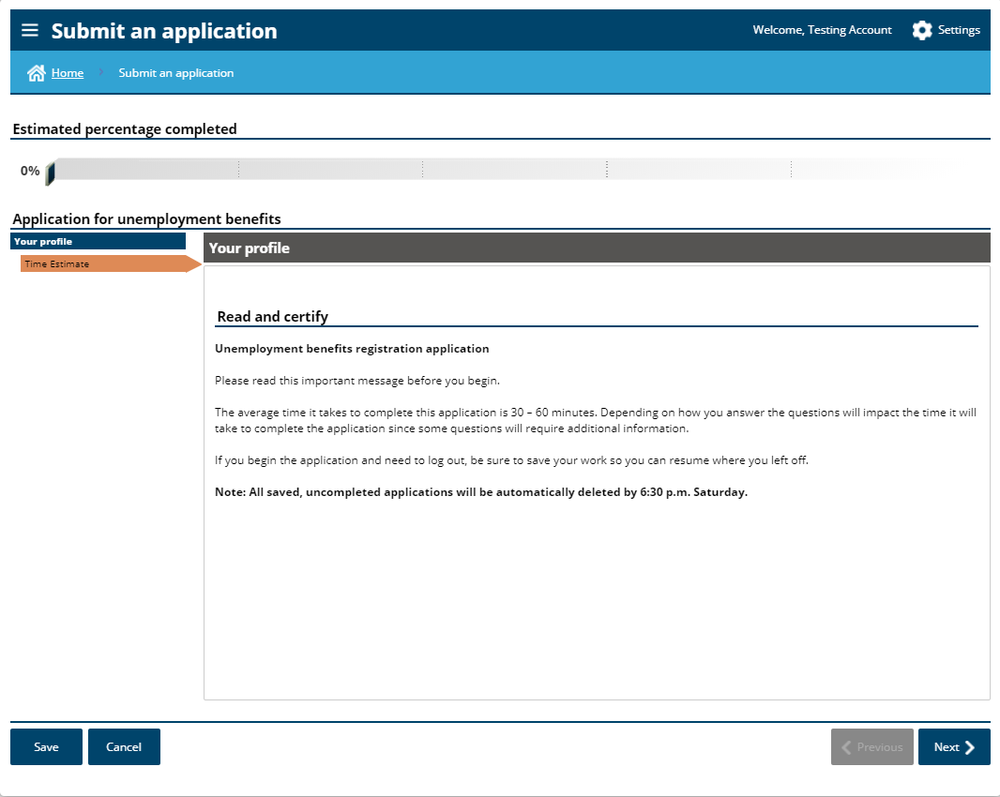 Submit an application
Welcome, Testing Account
Settings
Home
Submit an application
Estimated percentage completed
0%
Application for unemployment benefits
Your profile
Time Estimate
Your profile
Read and certify
Unemployment benefits registration application
Please read this important message before you begin.
The average time it takes to complete this application is 30 – 60 minutes. Depending on how you answer the questions will impact the time it will
take to complete the application since some questions will require additional information.
If you begin the application and need to log out, be sure to save your work so you can resume where you left off.
Note: All saved, uncompleted applications will be automatically deleted by 6:30 p.m. Saturday.
Save
Cancel
Previous
Next